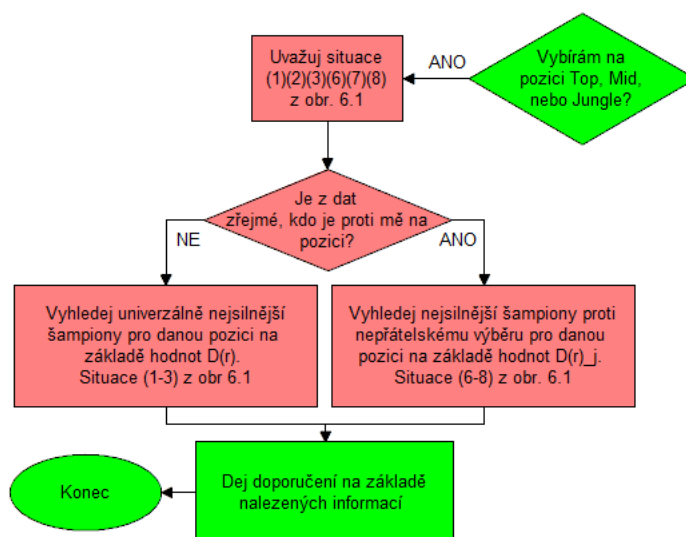 Uvažuj situace
(1)(2)(3)(6)(7)(8)
z obr. 6.1
ANO
Vybírám na
pozici Top, Mid,
nebo Jungle?
Je z dat
zřejmé, kdo je proti mě na
pozici?
NE
ANO
Vyhledej univerzálně nejsilnější
šampiony pro danou pozici na
základě hodnot D(r).
Situace (1-3) z obr 6.1
Vyhledej nejsilnější šampiony proti
nepřátelskému výběru pro danou
pozici na základě hodnot D(r)_j.
Situace (6-8) z obr. 6.1
Konec
Dej doporučení na základě
nalezených informací